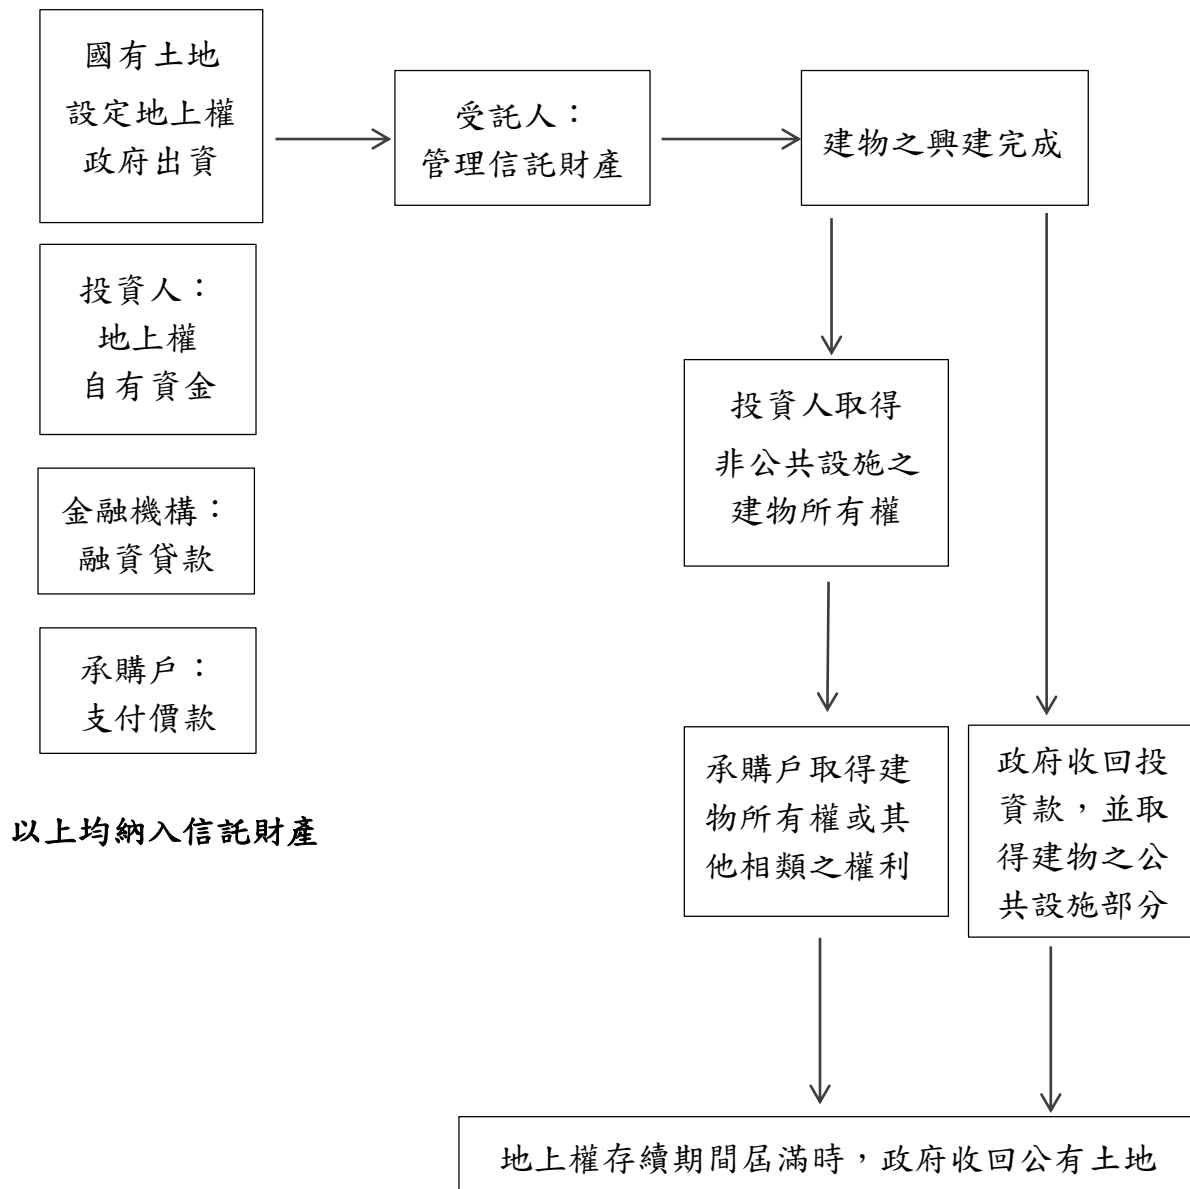 國有土地
設定地上權
政府出資
受託人：
管理信託財產
建物之興建完成
投資人：
地上權
自有資金
金融機構：
融資貸款
承購戶：
支付價款
以上均納入信託財產
投資人取得
非公共設施之
建物所有權
承購戶取得建
物所有權或其
他相類之權利
政府收回投
資款，並取
得建物之公
共設施部分
地上權存續期間屆滿時，政府收回公有土地